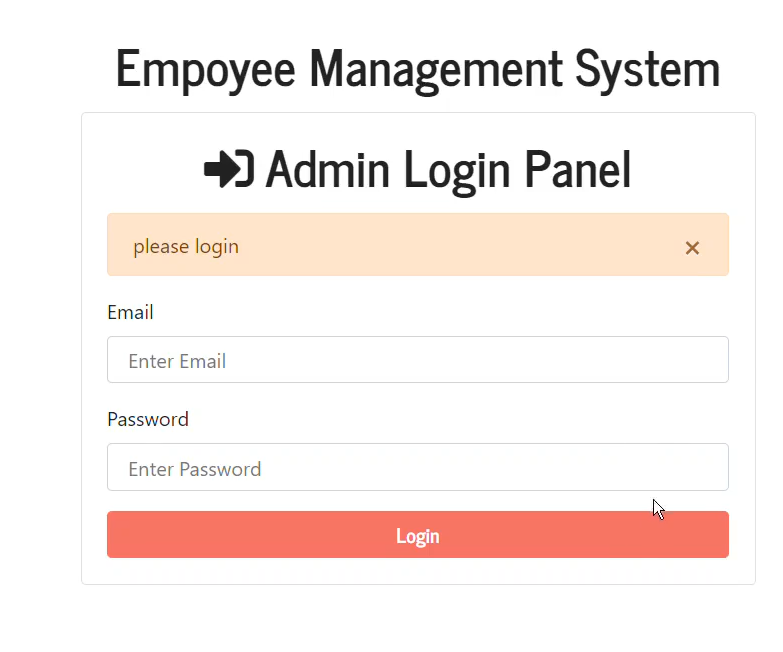 Empoyee Management System
Admin Login Panel
please login ×
Email
Enter Email
Password
Enter Password
Login